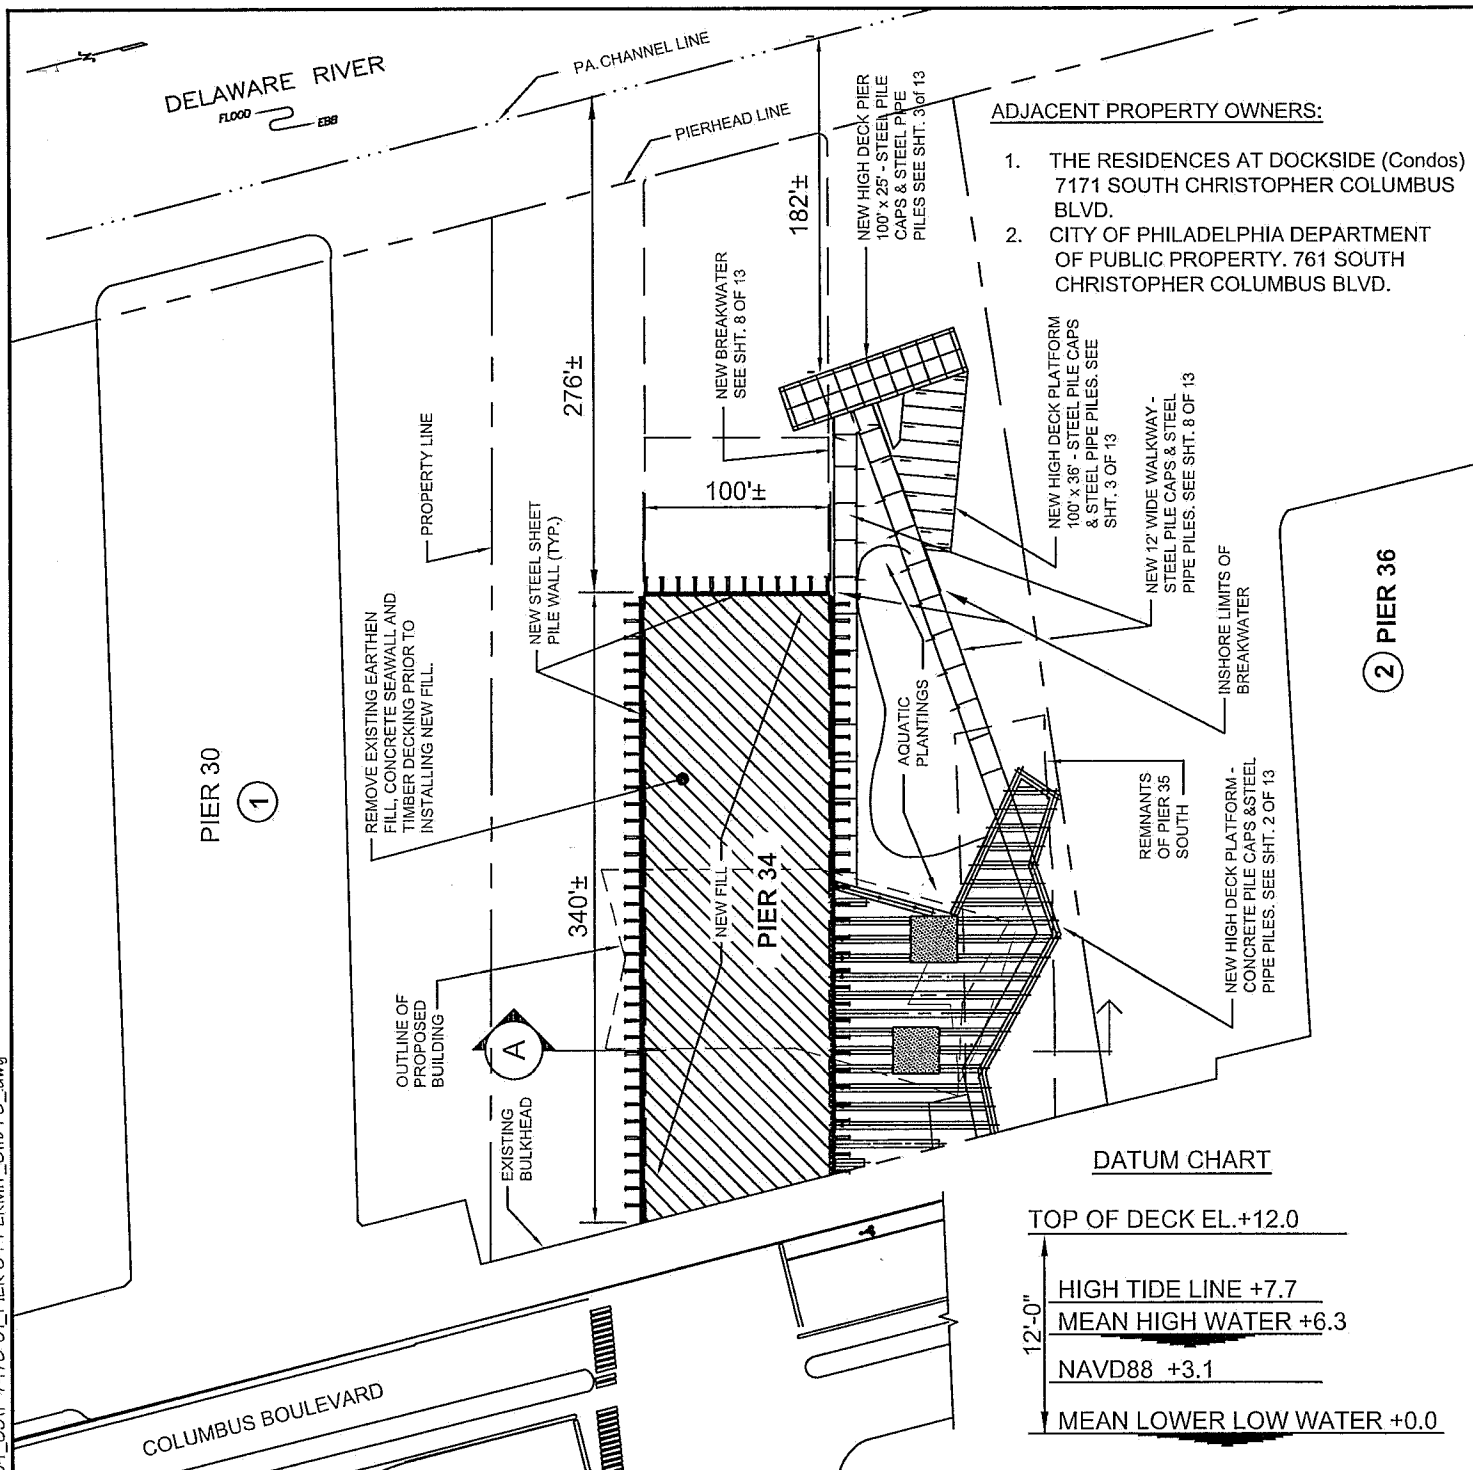 DELAWARE RIVER
FLOOD
EBB
PA. CHANNEL LINE
PIERHEAD LINE
NEW HIGH DECK PIER
100' x 25' - STEEL PILE
CAPS & STEEL PIPE
PILES SEE SHT. 3 of 13
ADJACENT PROPERTY OWNERS:
1. THE RESIDENCES AT DOCKSIDE (Condos)
7171 SOUTH CHRISTOPHER COLUMBUS
BLVD.
2. CITY OF PHILADELPHIA DEPARTMENT
OF PUBLIC PROPERTY. 761 SOUTH
CHRISTOPHER COLUMBUS BLVD.
182'±
276'±
NEW BREAKWATER
SEE SHT. 8 OF 13
PROPERTY LINE
100'±
NEW STEEL SHEET
PILE WALL (TYP.)
NEW HIGH DECK PLATFORM
100' x 36' - STEEL PILE CAPS
& STEEL PIPE PILES. SEE
SHT. 3 OF 13
NEW 12' WIDE WALKWAY -
STEEL PILE CAPS & STEEL
PIPE PILES. SEE SHT. 8 OF 13
INSHORE LIMITS OF
BREAKWATER
2 PIER 36
REMOVE EXISTING EARTHEN
FILL, CONCRETE SEAWALL AND
TIMBER DECKING PRIOR TO
INSTALLING NEW FILL.
PIER 30
1
AQUATIC
PLANTINGS
REMNANTS
OF PIER 35
SOUTH
NEW HIGH DECK PLATFORM -
CONCRETE PILE CAPS &STEEL
PIPE PILES. SEE SHT. 2 OF 13
340'±
NEW FILL
PIER 34
OUTLINE OF
PROPOSED
BUILDING
A
EXISTING
BULKHEAD
COLUMBUS BOULEVARD
DATUM CHART
TOP OF DECK EL.+12.0
12'-0"
HIGH TIDE LINE +7.7
MEAN HIGH WATER +6.3
NAVD88 +3.1
MEAN LOWER LOW WATER +0.0